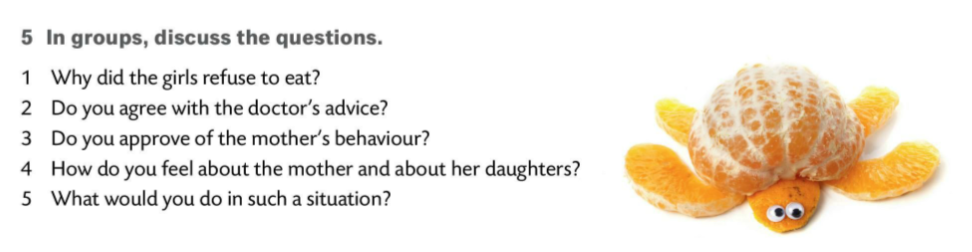 5 In groups, discuss the questions.
1 Why did the girls refuse to eat?
2 Do you agree with the doctor's advice?
3 Do you approve of the mother's behaviour?
4 How do you feel about the mother and about her daughters?
5 What would you do in such a situation?